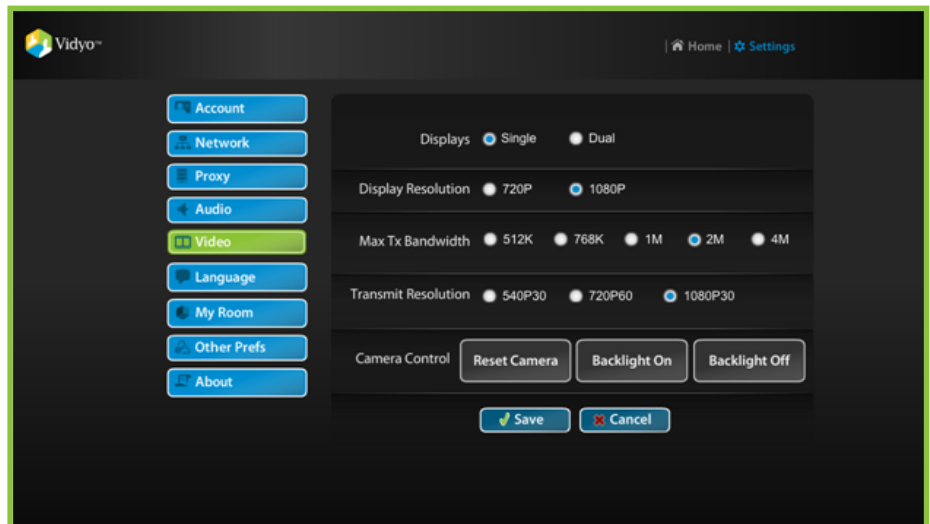 Vidyo™
| Home | Settings
Account
Network
Proxy
Audio
Video
Language
My Room
Other Prefs
About
Displays Single Dual
Display Resolution 720P 1080P
Max Tx Bandwidth 512K 768K 1M 2M 4M
Transmit Resolution 540P30 720P60 1080P30
Camera Control Reset Camera Backlight On Backlight Off
Save Cancel